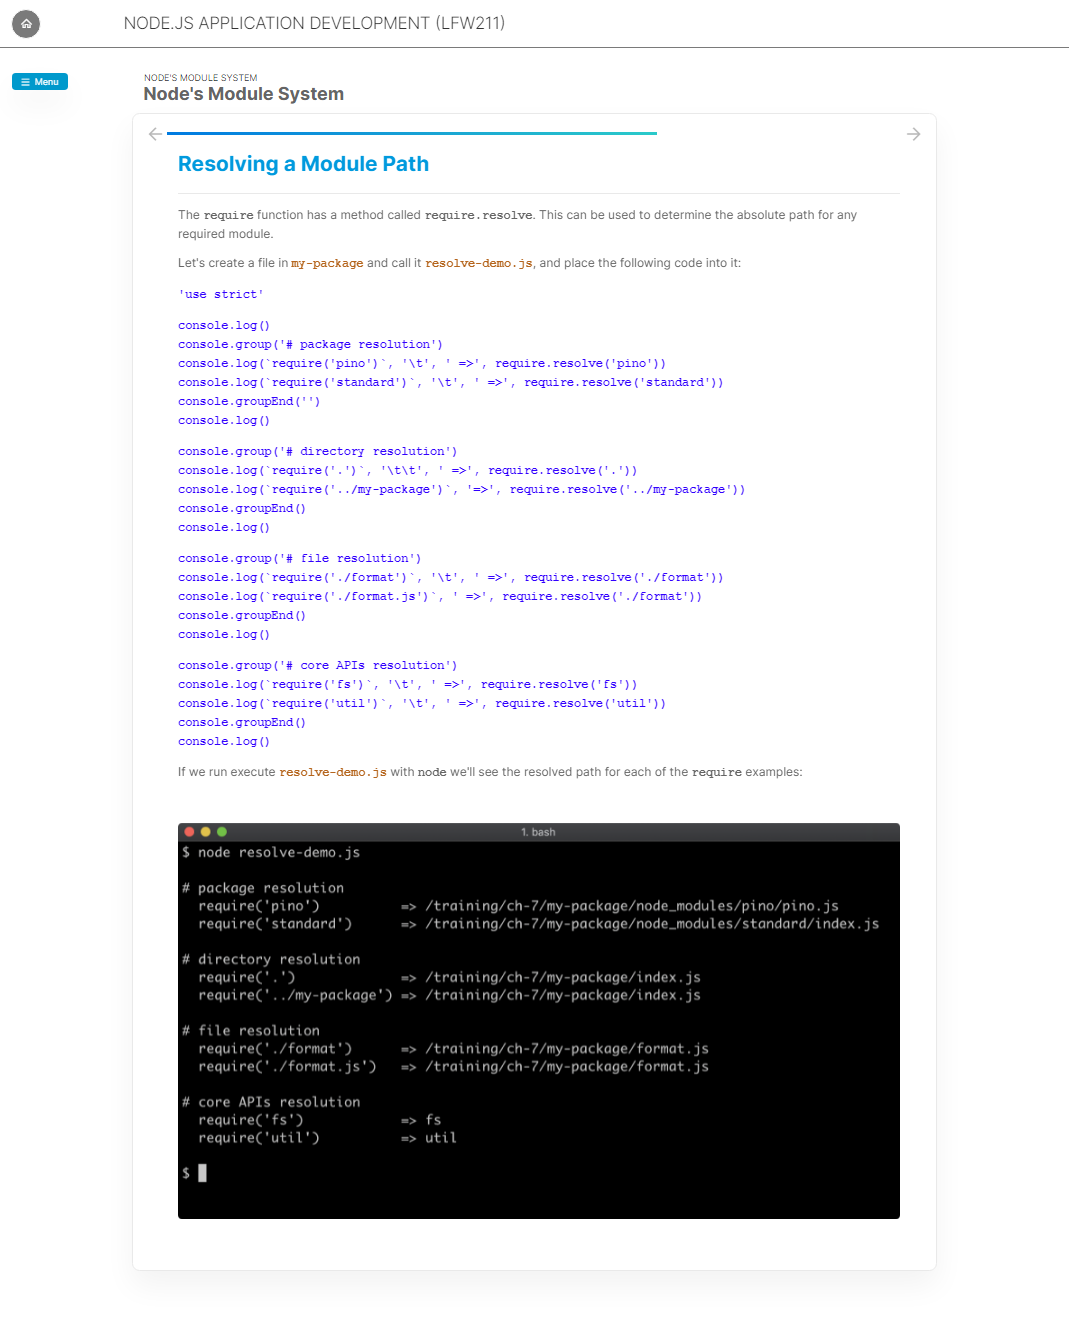 NODE.JS APPLICATION DEVELOPMENT (LFW211)
Menu
NODE'S MODULE SYSTEM
Node's Module System
Resolving a Module Path
The require function has a method called require.resolve. This can be used to determine the absolute path for any
required module.
Let's create a file in my-package and call it resolve-demo.js, and place the following code into it:
'use strict'
console.log()
console.group('# package resolution')
console.log(`require('pino')`, '\t', ' =>', require.resolve('pino'))
console.log(`require('standard')`, '\t', ' =>', require.resolve('standard'))
console.groupEnd('')
console.log()
console.group('# directory resolution')
console.log(`require('.')`, '\t\t', ' =>', require.resolve('.'))
console.log(`require('../my-package')`, '=>', require.resolve('../my-package'))
console.groupEnd()
console.log()
console.group('# file resolution')
console.log(`require('./format')`, '\t', ' =>', require.resolve('./format'))
console.log(`require('./format.js')`, ' =>', require.resolve('./format'))
console.groupEnd()
console.log()
console.group('# core APIs resolution')
console.log(`require('fs')`, '\t', ' =>', require.resolve('fs'))
console.log(`require('util')`, '\t', ' =>', require.resolve('util'))
console.groupEnd()
console.log()
If we run execute resolve-demo.js with node we'll see the resolved path for each of the require examples:
1. bash
$ node resolve-demo.js
# package resolution
require('pino') => /training/ch-7/my-package/node_modules/pino/pino.js
require('standard') => /training/ch-7/my-package/node_modules/standard/index.js
# directory resolution
require('.') => /training/ch-7/my-package/index.js
require('../my-package') => /training/ch-7/my-package/index.js
# file resolution
require('./format') => /training/ch-7/my-package/format.js
require('./format.js') => /training/ch-7/my-package/format.js
# core APIs resolution
require('fs') => fs
require('util') => util
$